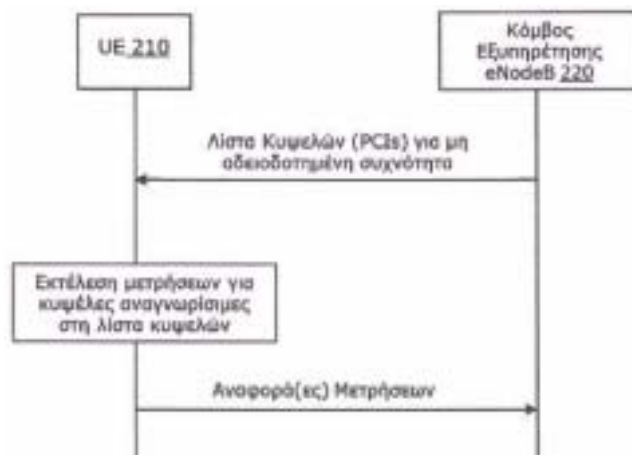 UE 210
Κόμβος
Εξυπηρέτησης
eNodeB 220
Λίστα Κυψελών (PCIs) για μη
αδειοδοτημένη συχνότητα
Εκτέλεση μετρήσεων για
κυψέλες αναγνωρίσιμες
στη λίστα κυψελών
Αναφορά(ες) Μετρήσεων